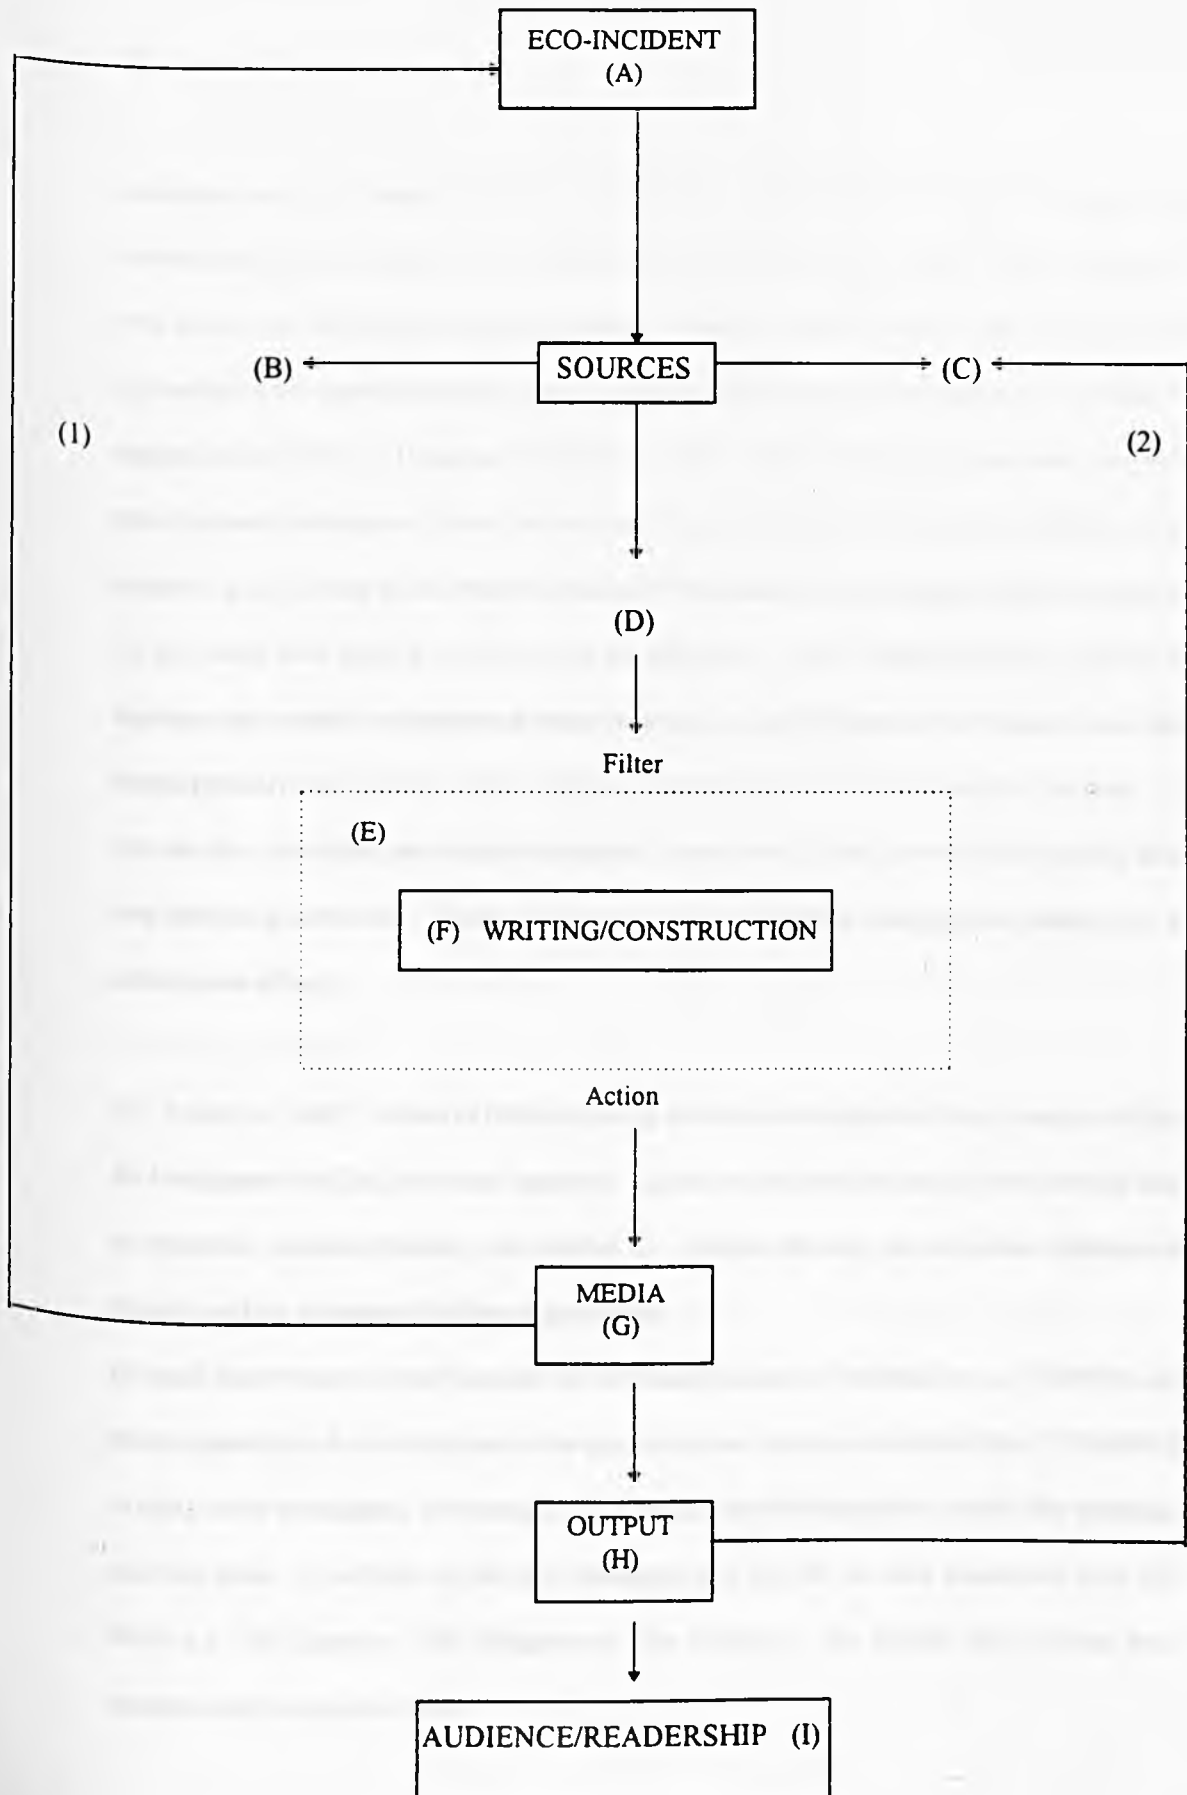 ECO-INCIDENT
(A)
(B)
SOURCES
(C)
(1)
(2)
(D)
Filter
(E)
(F) WRITING/CONSTRUCTION
Action
MEDIA
(G)
OUTPUT
(H)
AUDIENCE/READERSHIP (I)